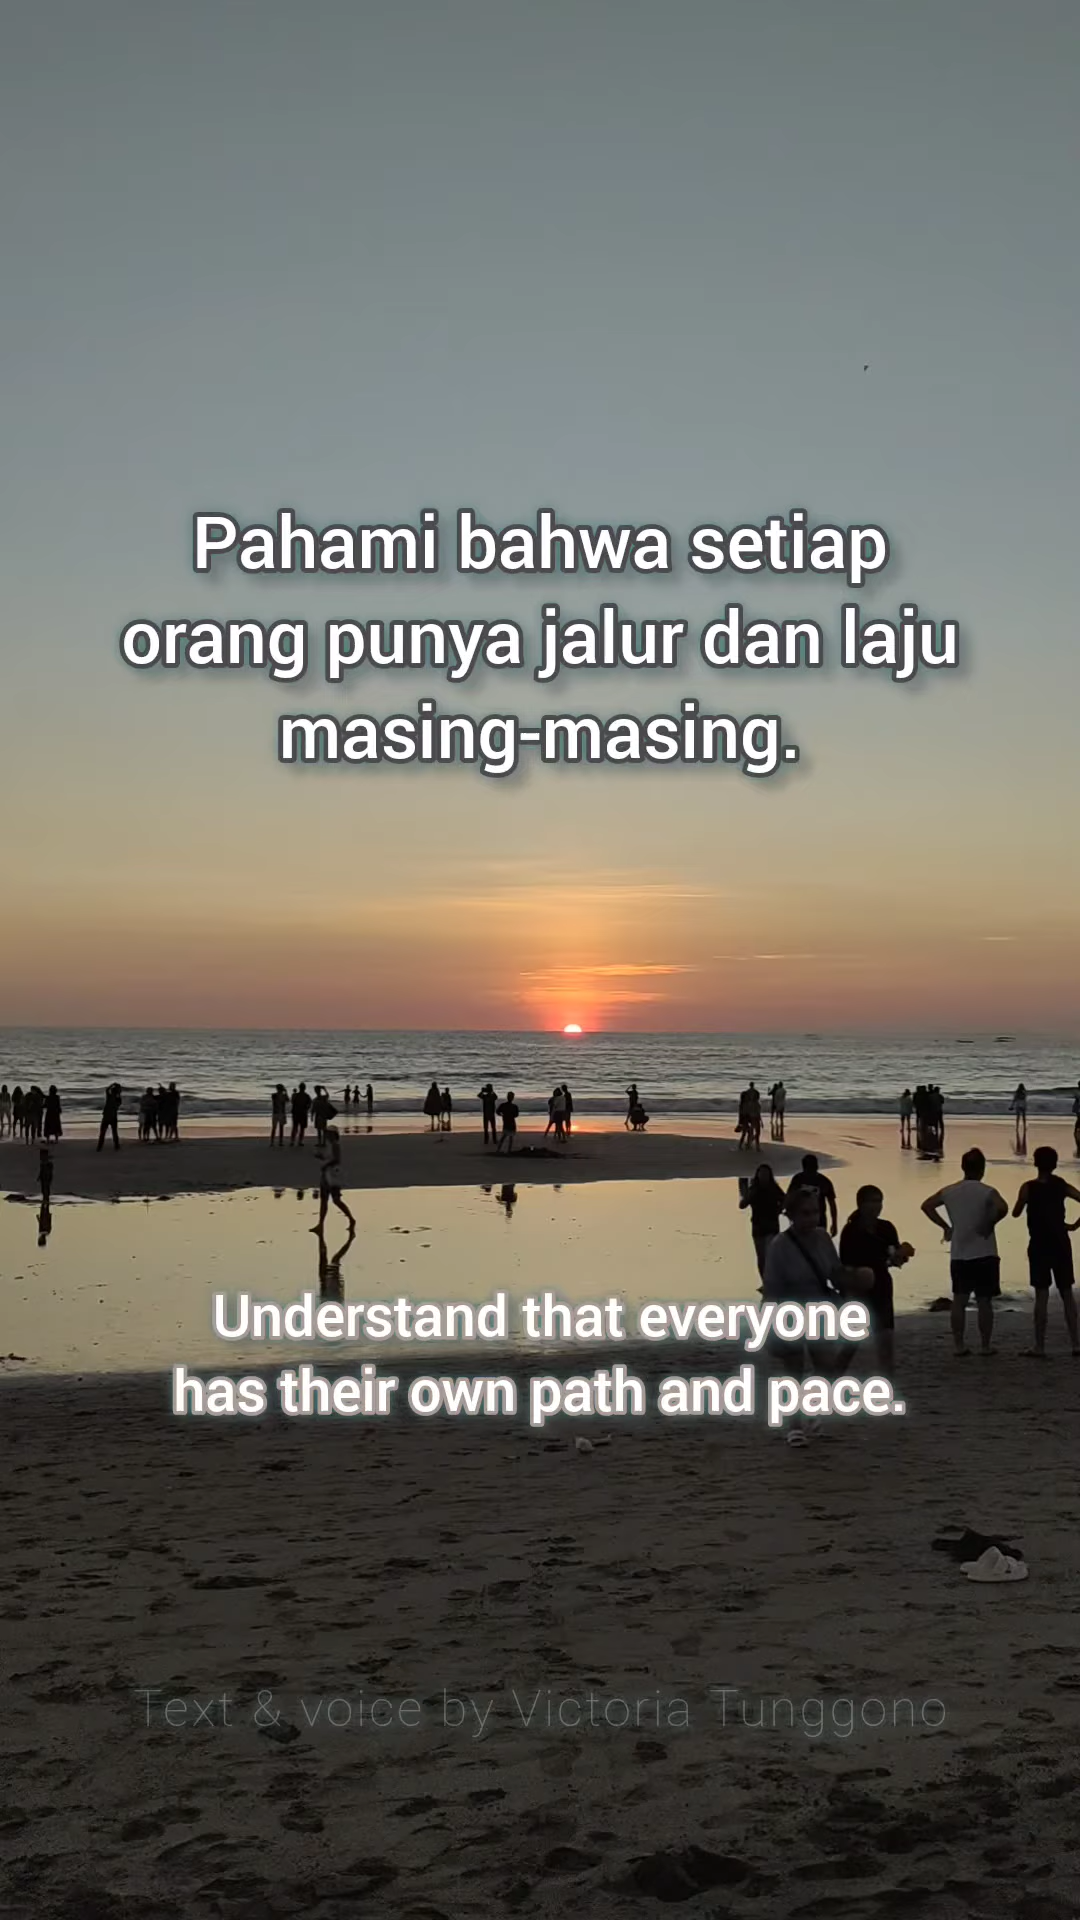 Pahami bahwa setiap
orang punya jalur dan laju
masing-masing.
Understand that everyone
has their own path and pace.
Text & voice by Victoria Tunggono